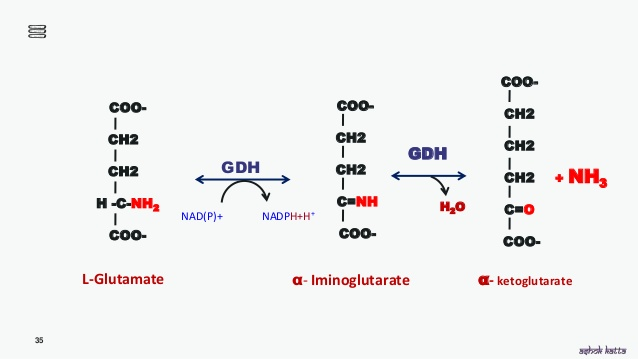 COO-
CH2
CH2
H -C-NH2
COO-
L-Glutamate
GDH
NAD(P)+ NADPH+H+
COO-
CH2
CH2
C=NH
COO-
α- Iminoglutarate
GDH
H2O
COO-
CH2
CH2
CH2
C=O
COO-
+ NH3
α- ketoglutarate
35
ashok katta